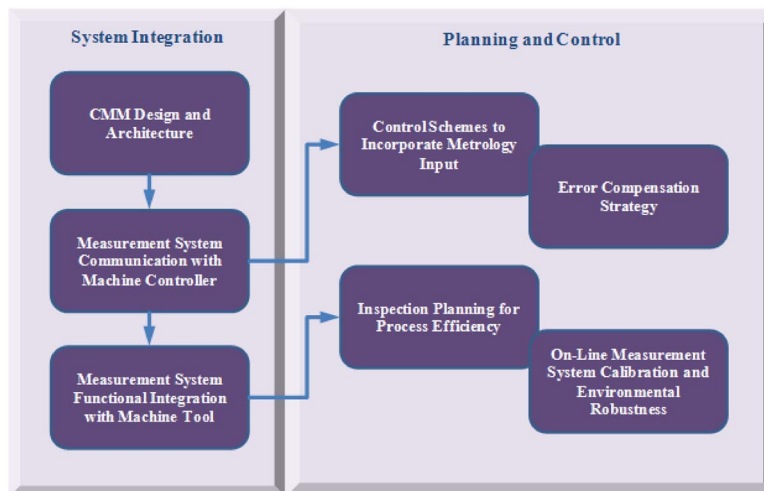 System Integration
CMM Design and
Architecture
Measurement System
Communication with
Machine Controller
Measurement System
Functional Integration
with Machine Tool
Planning and Control
Control Schemes to
Incorporate Metrology
Input
Error Compensation
Strategy
Inspection Planning for
Process Efficiency
On-Line Measurement
System Calibration and
Environmental
Robustness